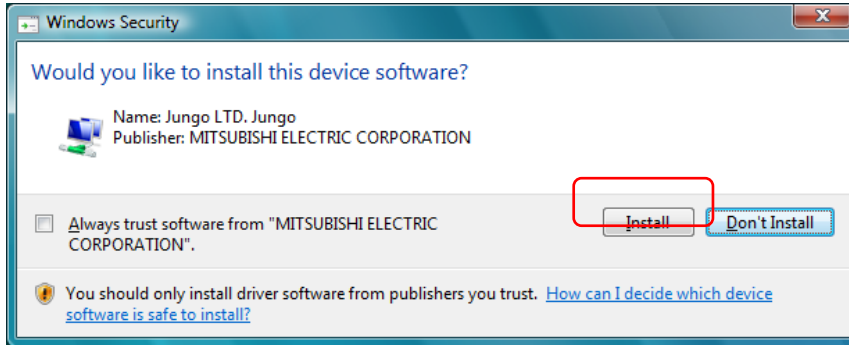 Windows Security
Would you like to install this device software?
Name: Jungo LTD. Jungo
Publisher: MITSUBISHI ELECTRIC CORPORATION
Always trust software from "MITSUBISHI ELECTRIC
CORPORATION".
Install
Don't Install
You should only install driver software from publishers you trust. How can I decide which device
software is safe to install?